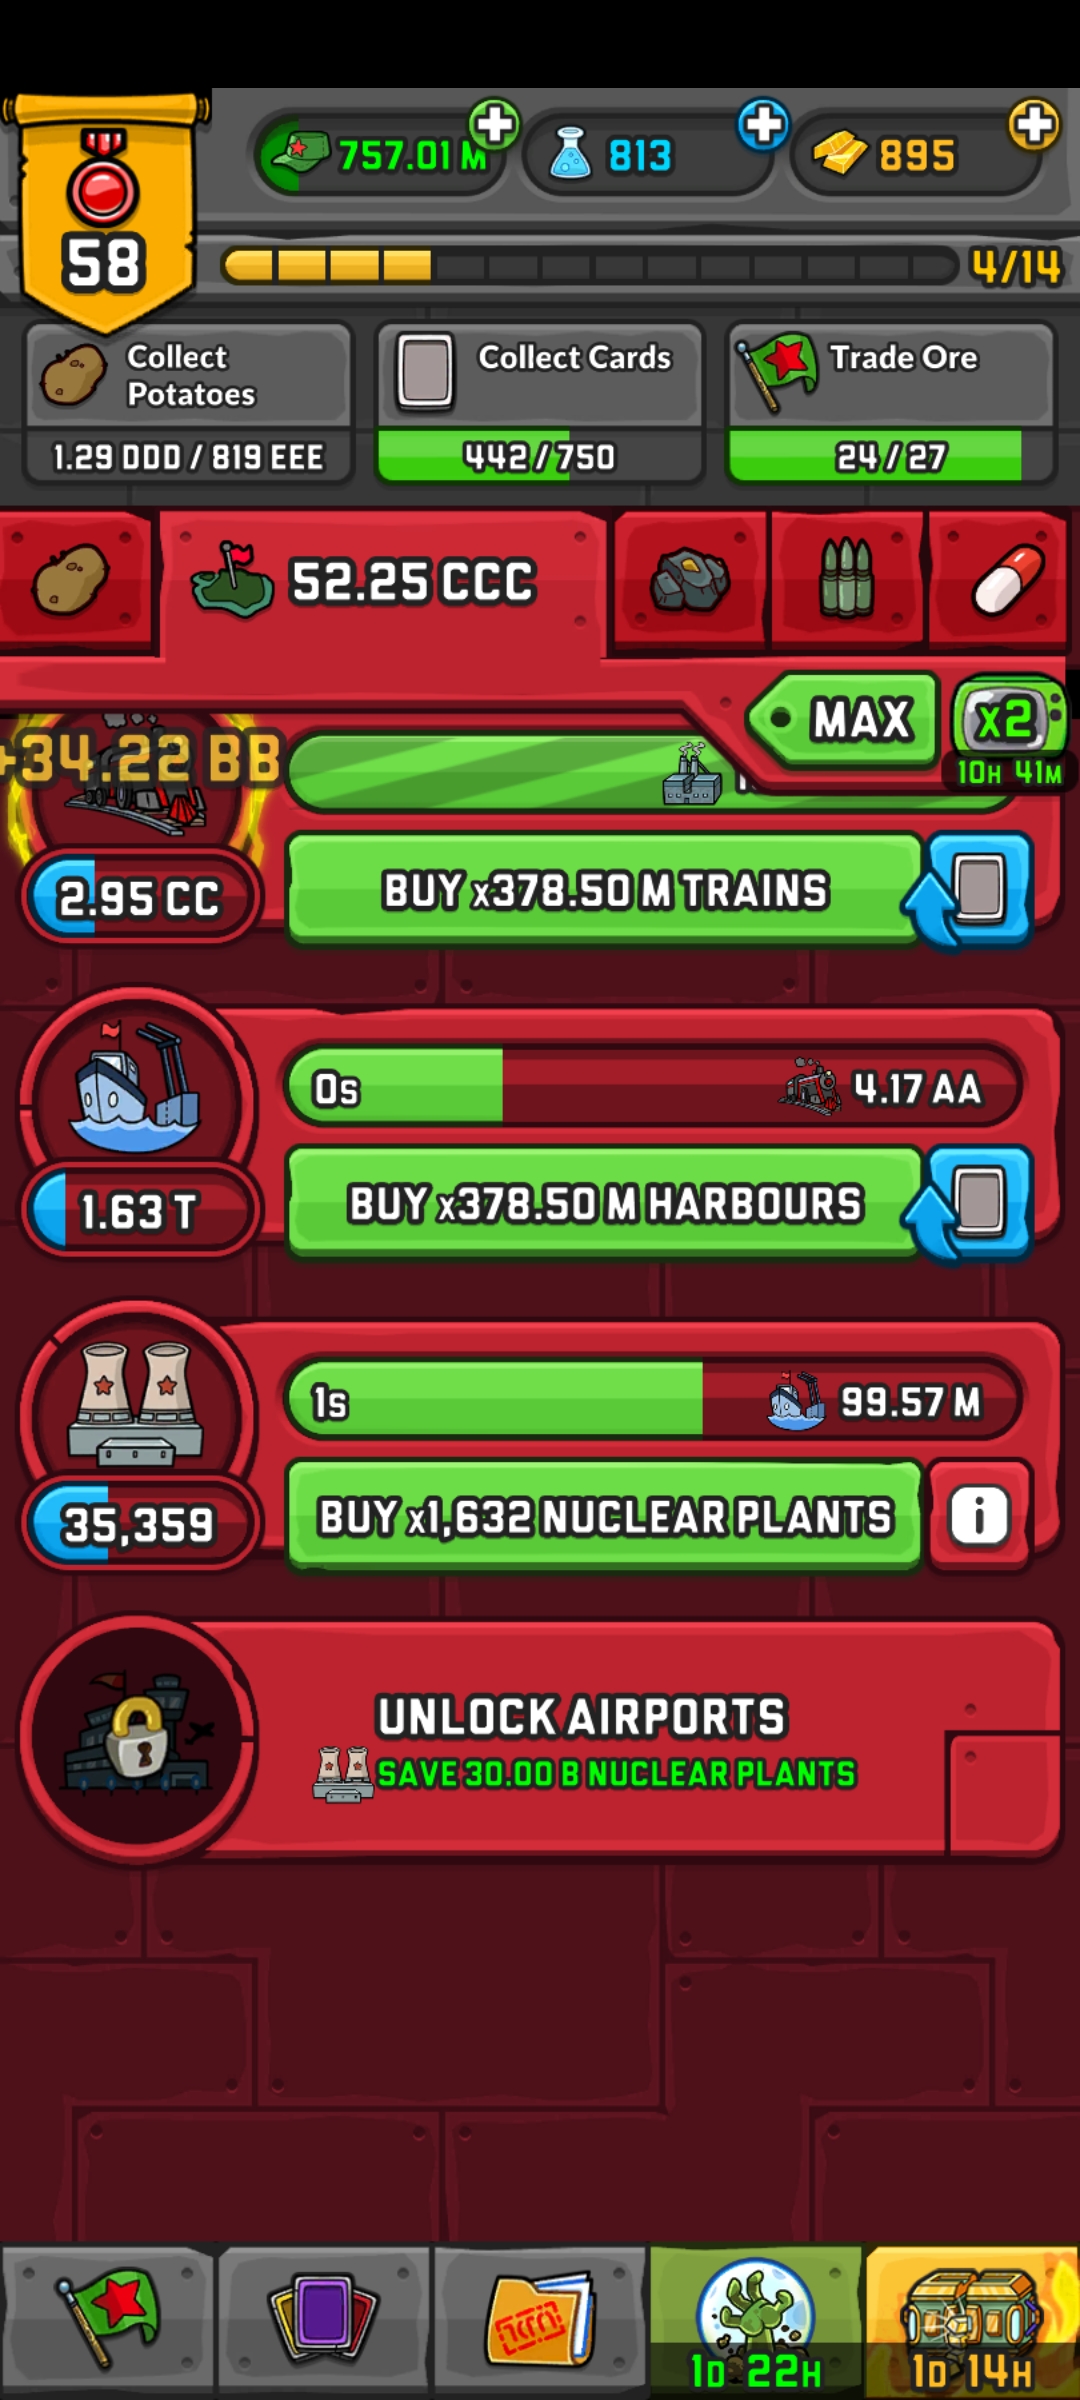 757.01 M
813
895
58
4/14
Collect
Potatoes
1.29 DDD / 819 EEE
Collect Cards
442/750
Trade Ore
24/27
52.25 CCC
MAX
x2
10H 41M
+34.22 BB
2.95 CC
BUY x378.50 M TRAINS
0s
4.17 AA
1.63 T
BUY x378.50 M HARBOURS
1s
99.57 M
35,359
BUY x1,632 NUCLEAR PLANTS
i
UNLOCK AIRPORTS
SAVE 30.00 B NUCLEAR PLANTS
1D 22H
1D 14H